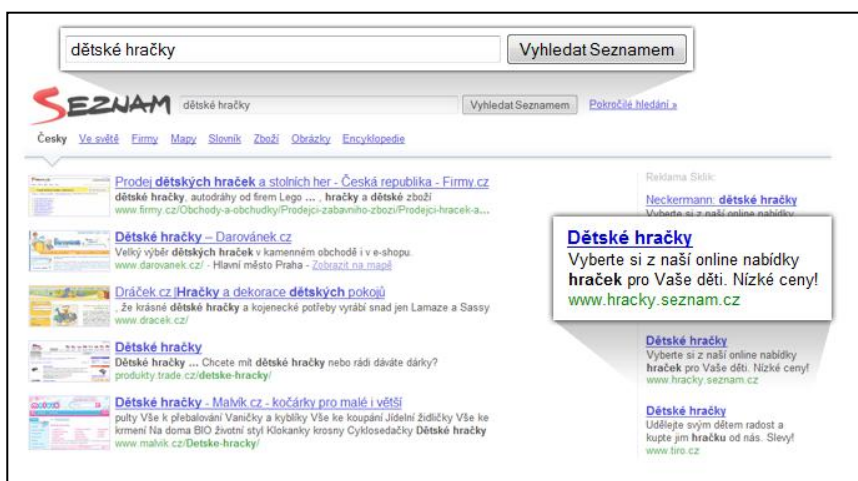 dětské hračky Vyhledat Seznamem
SEZNAM dětské hračky Vyhledat Seznamem Pokročilé hledání »
Česky Ve světě Firmy Mapy Slovník Zboží Obrázky Encyklopedie
Prodej dětských hraček a stolních her - Česká republika - Firmy.cz
dětské hračky, autodráhy od firem Lego ... , hračky a dětské zboží
www.firmy.cz/Obchody-a-obchudky/Prodejci-zabavniho-zbozi/Prodejci-hracek-a...
Dětské hračky – Darovánek.cz
Velký výběr dětských hraček v kamenném obchodě i v e-shopu.
www.darovanek.cz/ - Hlavní město Praha - Zobrazit na mapě
Dráček.cz |Hračky a dekorace dětských pokojů
, že krásné dětské hračky a kojenecké potřeby vyrábí snad jen Lamaze a Sassy
www.dracek.cz/
Dětské hračky
Dětské hračky ... Chcete mít dětské hračky nebo rádi dáváte dárky?
produkty.trade.cz/detske-hracky/
Dětské hračky - Malvík.cz - kočárky pro malé i větší
pulty Vše k přebalování Vaničky a kyblíky Vše ke koupání Jídelní židličky Vše ke
krmení Na doma BIO životní styl Klokanky krosny Cyklosedačky Dětské hračky
www.malvik.cz/Detske-hracky/
Reklama Sklik:
Neckermann: dětské hračky
Vyberte si z naší online nabídky
Dětské hračky
Vyberte si z naší online nabídky
hraček pro Vaše děti. Nízké ceny!
www.hracky.seznam.cz
Dětské hračky
Vyberte si z naší online nabídky
hraček pro Vaše děti. Nízké ceny!
www.hracky.seznam.cz
Dětské hračky
Udělejte svým dětem radost a
kupte jim hračku od nás. Slevy!
www.tiro.cz